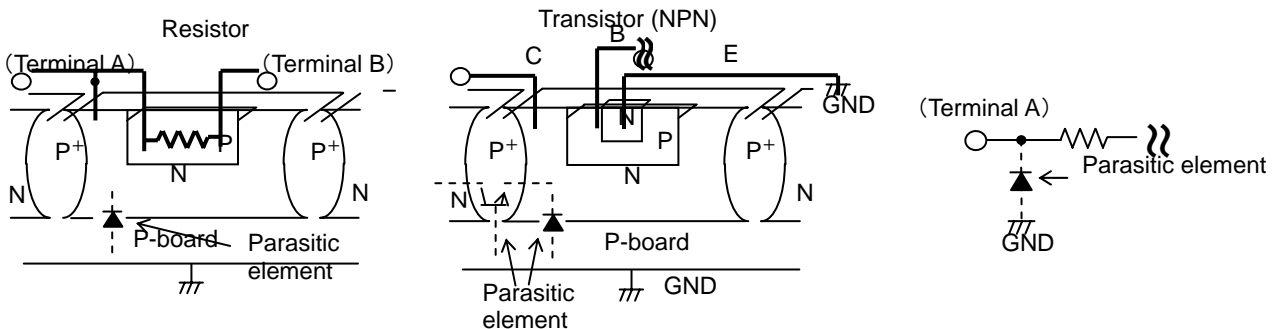 Resistor
(Terminal A)
(Terminal B)
P+
P
P+
N
N
N
P-board
Parasitic
element
Transistor (NPN)
B
C
E
GND
N
P+
P
P+
N
N
N
P-board
Parasitic
element
GND
(Terminal A)
Parasitic element
GND